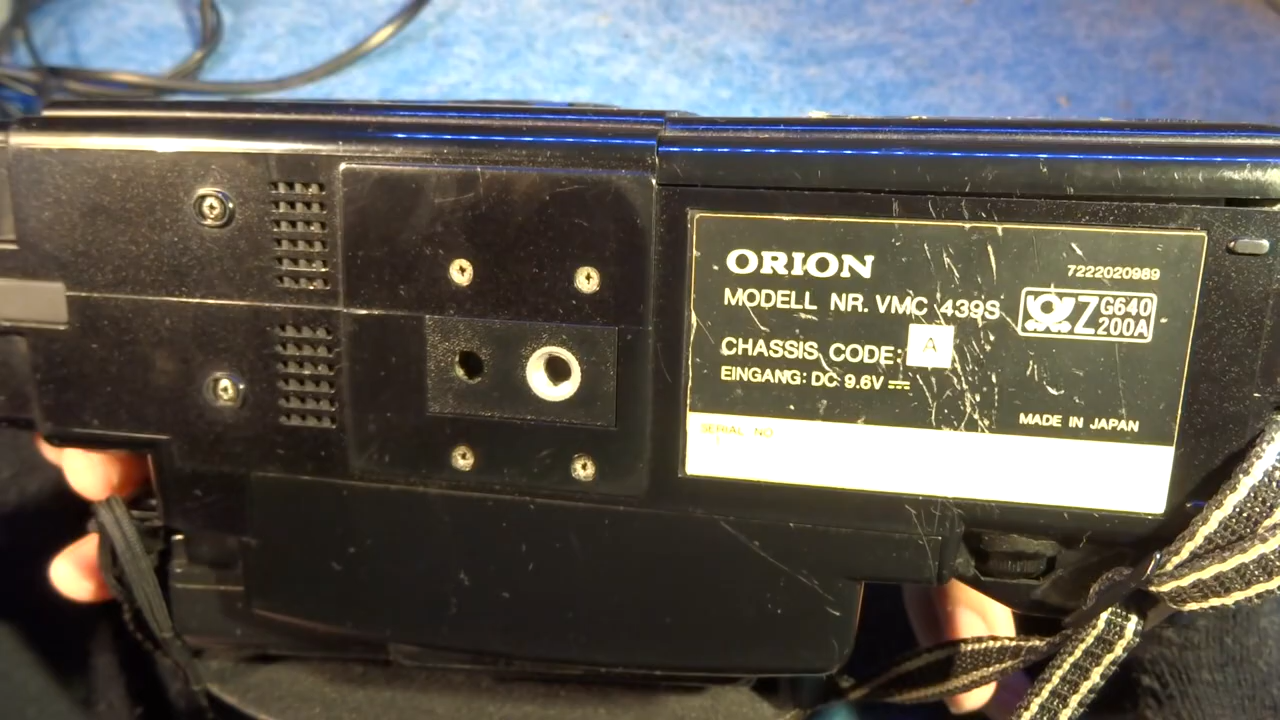 ORION
7222020989
MODELL NR. VMC 439S
Z G640 200A
CHASSIS CODE: A
EINGANG: DC 9.6V
MADE IN JAPAN
SERIAL NO